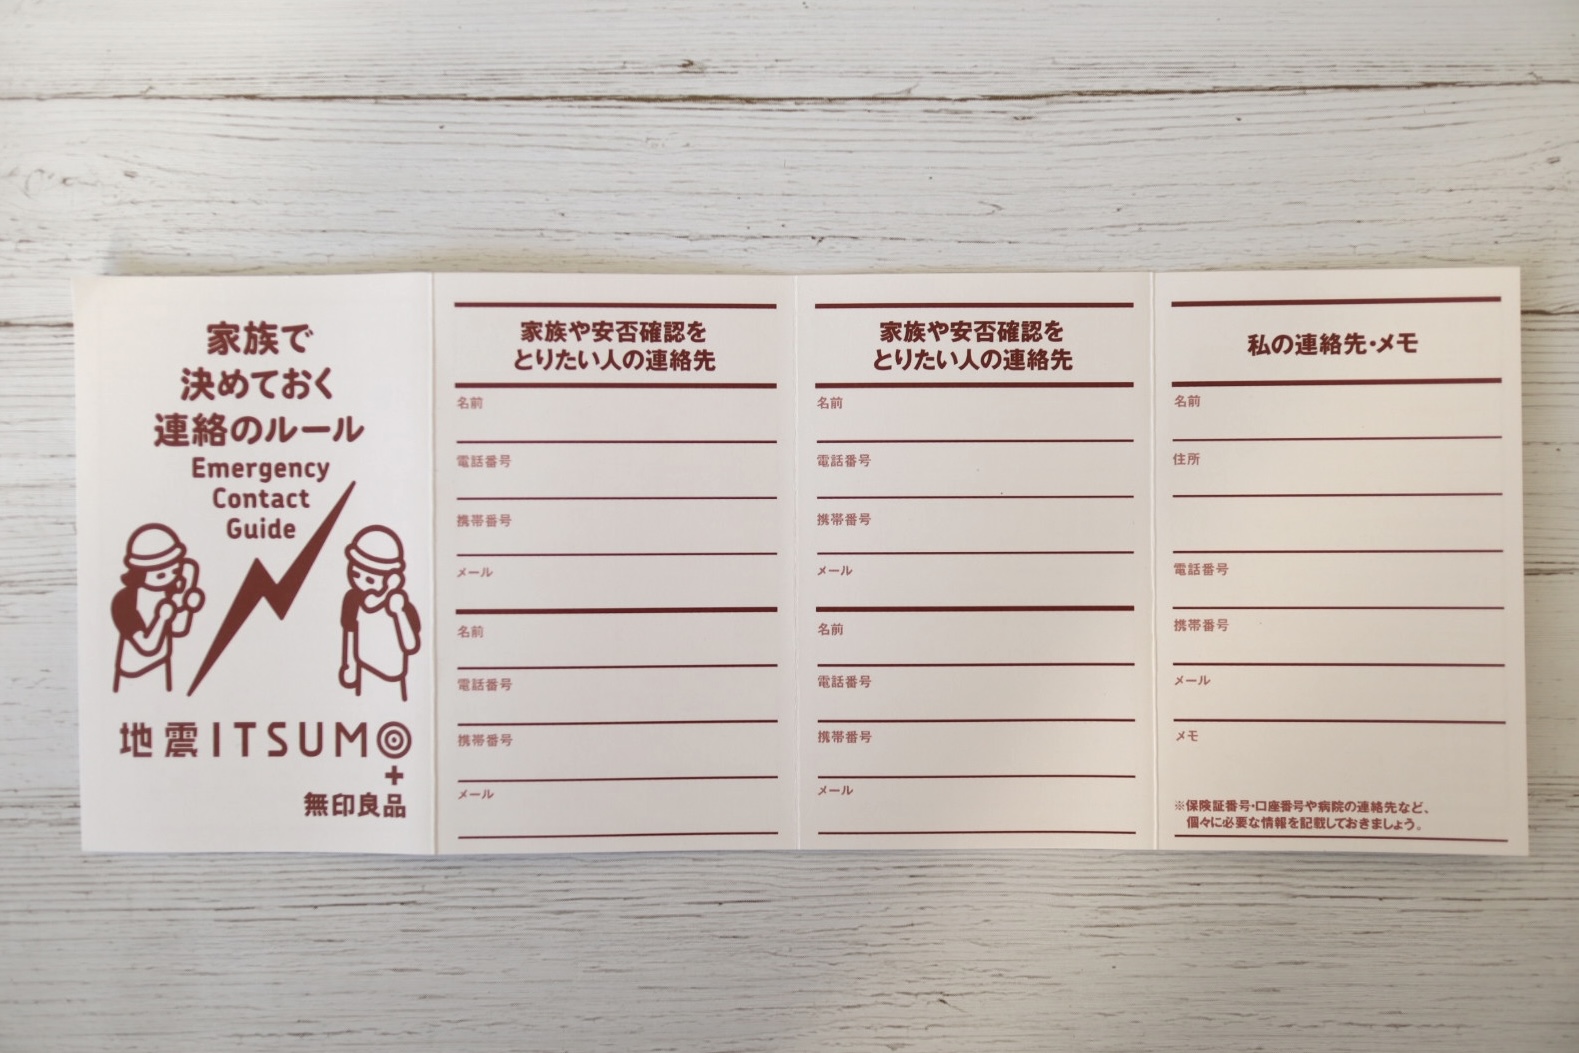 家族で
決めておく
連絡のルール
Emergency
Contact
Guide
地震ITSUMO
+
無印良品
家族や安否確認を
とりたい人の連絡先
名前
電話番号
携帯番号
メール
名前
電話番号
携帯番号
メール
家族や安否確認を
とりたい人の連絡先
名前
電話番号
携帯番号
メール
名前
電話番号
携帯番号
メール
私の連絡先・メモ
名前
住所
電話番号
携帯番号
メール
メモ
※保険証番号・口座番号や病院の連絡先など、
個々に必要な情報を記載しておきましょう。